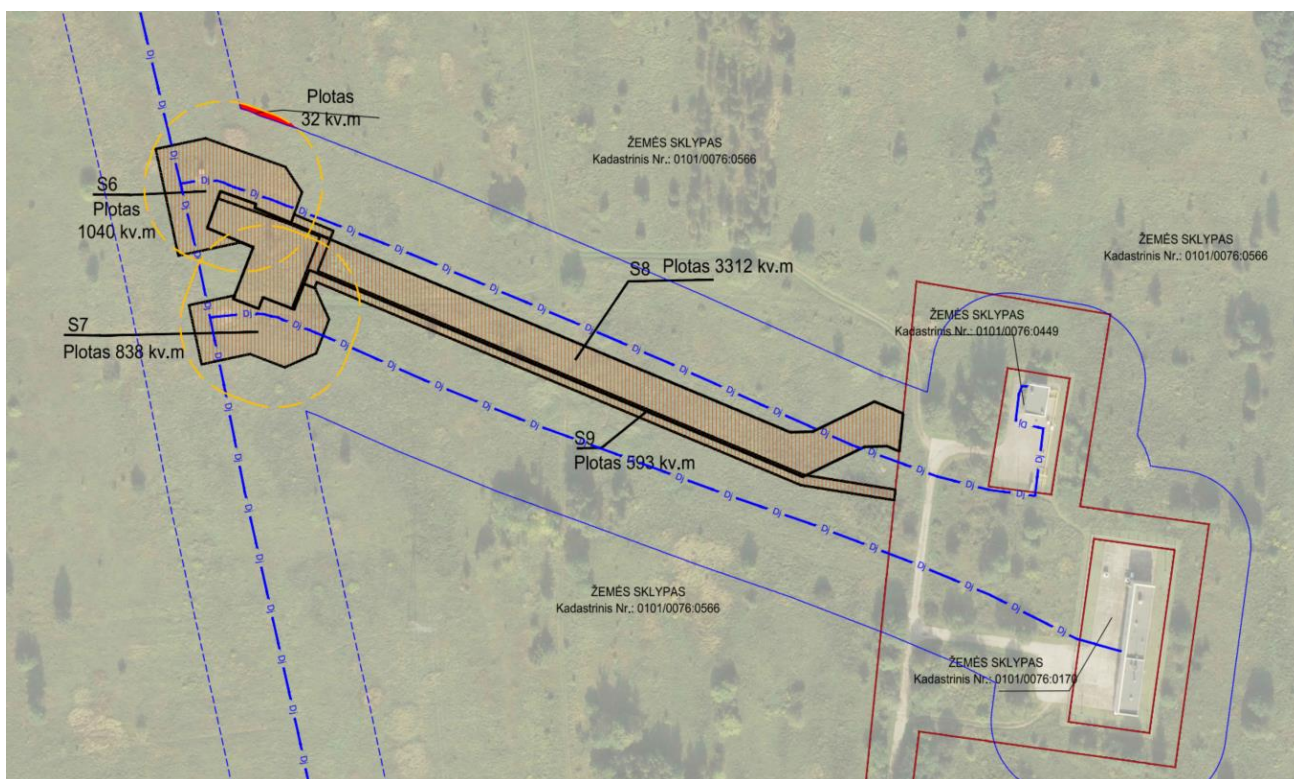 Plotas
32 kv.m
ŽEMĖS SKLYPAS
Kadastrinis Nr.: 0101/0076:0566
S6
Plotas
1040 kv.m
ŽEMĖS SKLYPAS
Kadastrinis Nr.: 0101/0076:0566
S8 Plotas 3312 kv.m
S7
Plotas 838 kv.m
ŽEMĖS SKLYPAS
Kadastrinis Nr.: 0101/0076:0449
S9
Plotas 593 kv.m
ŽEMĖS SKLYPAS
Kadastrinis Nr.: 0101/0076:0566
ŽEMĖS SKLYPAS
Kadastrinis Nr.: 0101/0076:0170